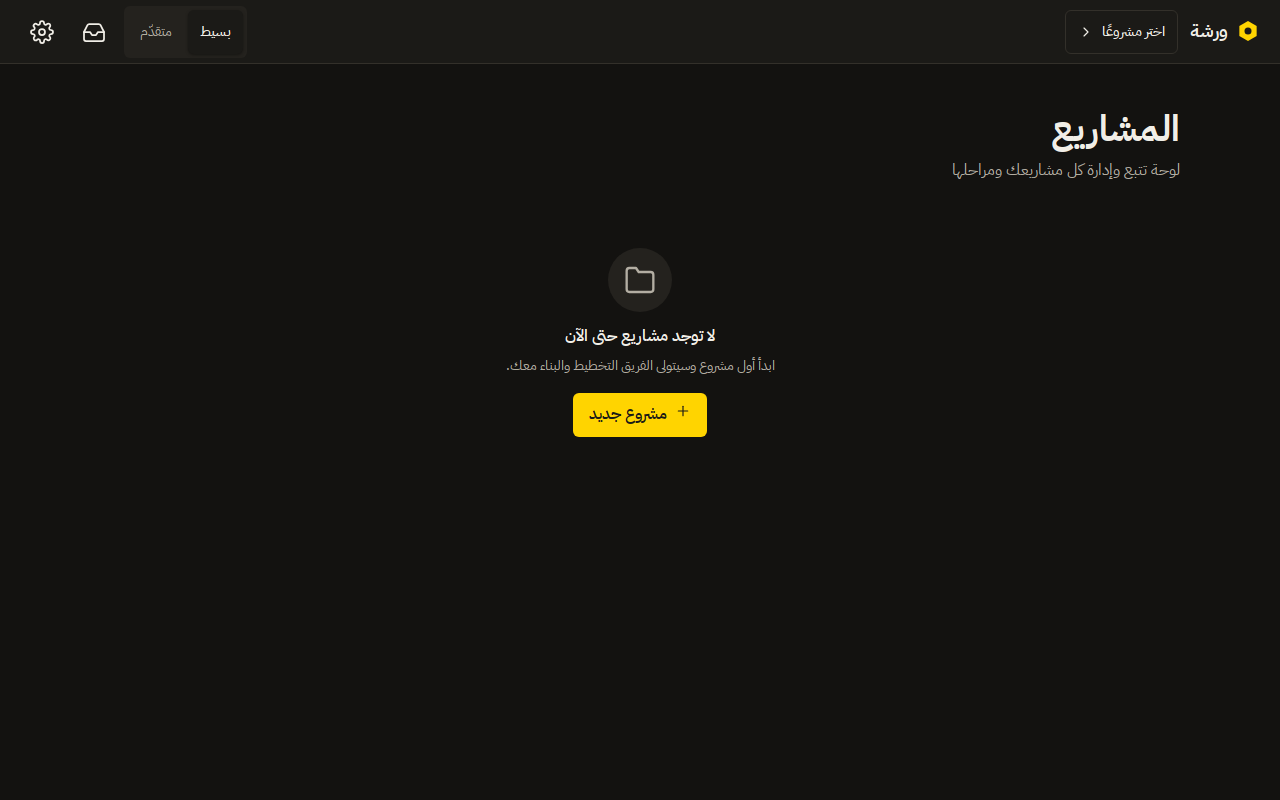 ورشة
اختر مشروعًا
بسيط
متقدّم
المشاريع
لوحة تتبع وإدارة كل مشاريعك ومراحلها
لا توجد مشاريع حتى الآن
ابدأ أول مشروع وسيتولى الفريق التخطيط والبناء معك.
مشروع جديد